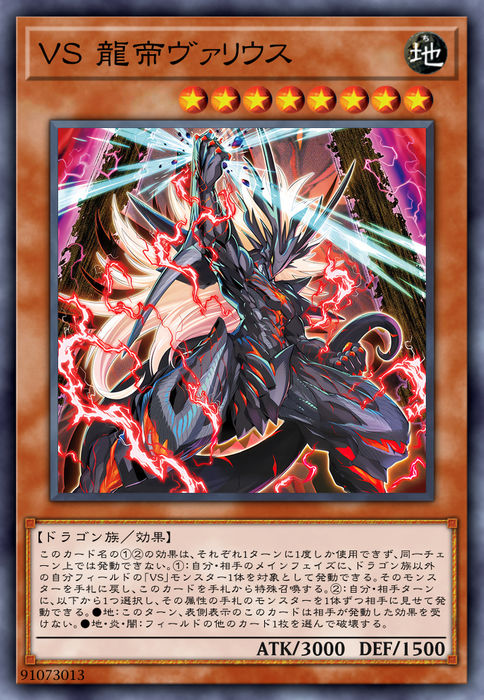 VS 龍帝ヴァリウス
ち
地
【ドラゴン族／効果】
このカード名の①②の効果は、それぞれ1ターンに1度しか使用できず、同一チェ
ーン上では発動できない。①：自分・相手のメインフェイズに、ドラゴン族以外
の自分フィールドの「VS」モンスター1体を対象として発動できる。そのモンス
ターを手札に戻し、このカードを手札から特殊召喚する。②：自分・相手ターン
に、以下から1つ選択し、その属性の手札のモンスターを1体ずつ相手に見せて発
動できる。●地：このターン、表側表示のこのカードは相手が発動した効果を受
けない。●地・炎・闇：フィールドの他のカード1枚を選んで破壊する。
ATK/3000 DEF/1500
91073013